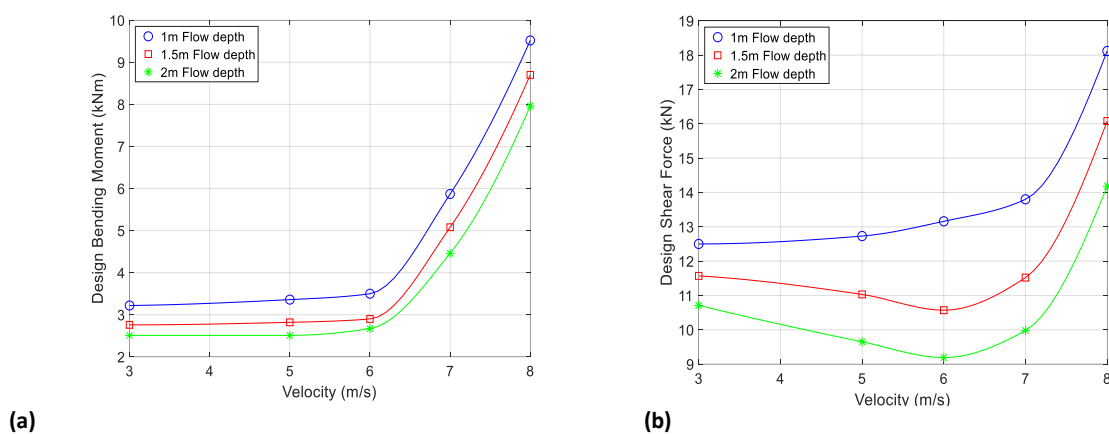 Design Bending Moment (kNm)
10
9
8
7
6
5
4
3
2
1m Flow depth
1.5m Flow depth
2m Flow depth
3 4 5 6 7 8
Velocity (m/s)
(a)
Design Shear Force (kN)
19
18
17
16
15
14
13
12
11
10
9
1m Flow depth
1.5m Flow depth
2m Flow depth
3 4 5 6 7 8
Velocity (m/s)
(b)